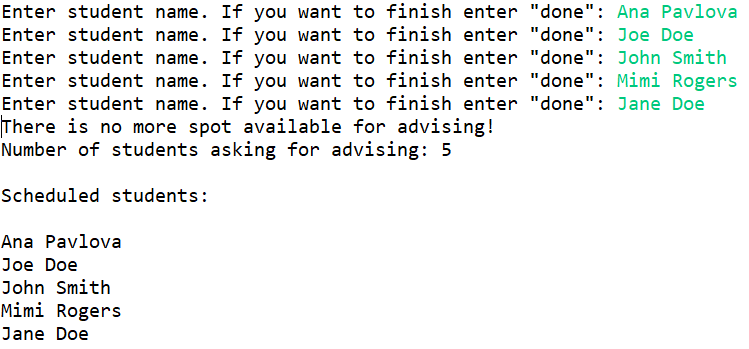 Enter student name. If you want to finish enter "done": Ana Pavlova
Enter student name. If you want to finish enter "done": Joe Doe
Enter student name. If you want to finish enter "done": John Smith
Enter student name. If you want to finish enter "done": Mimi Rogers
Enter student name. If you want to finish enter "done": Jane Doe
There is no more spot available for advising!
Number of students asking for advising: 5
Scheduled students:
Ana Pavlova
Joe Doe
John Smith
Mimi Rogers
Jane Doe